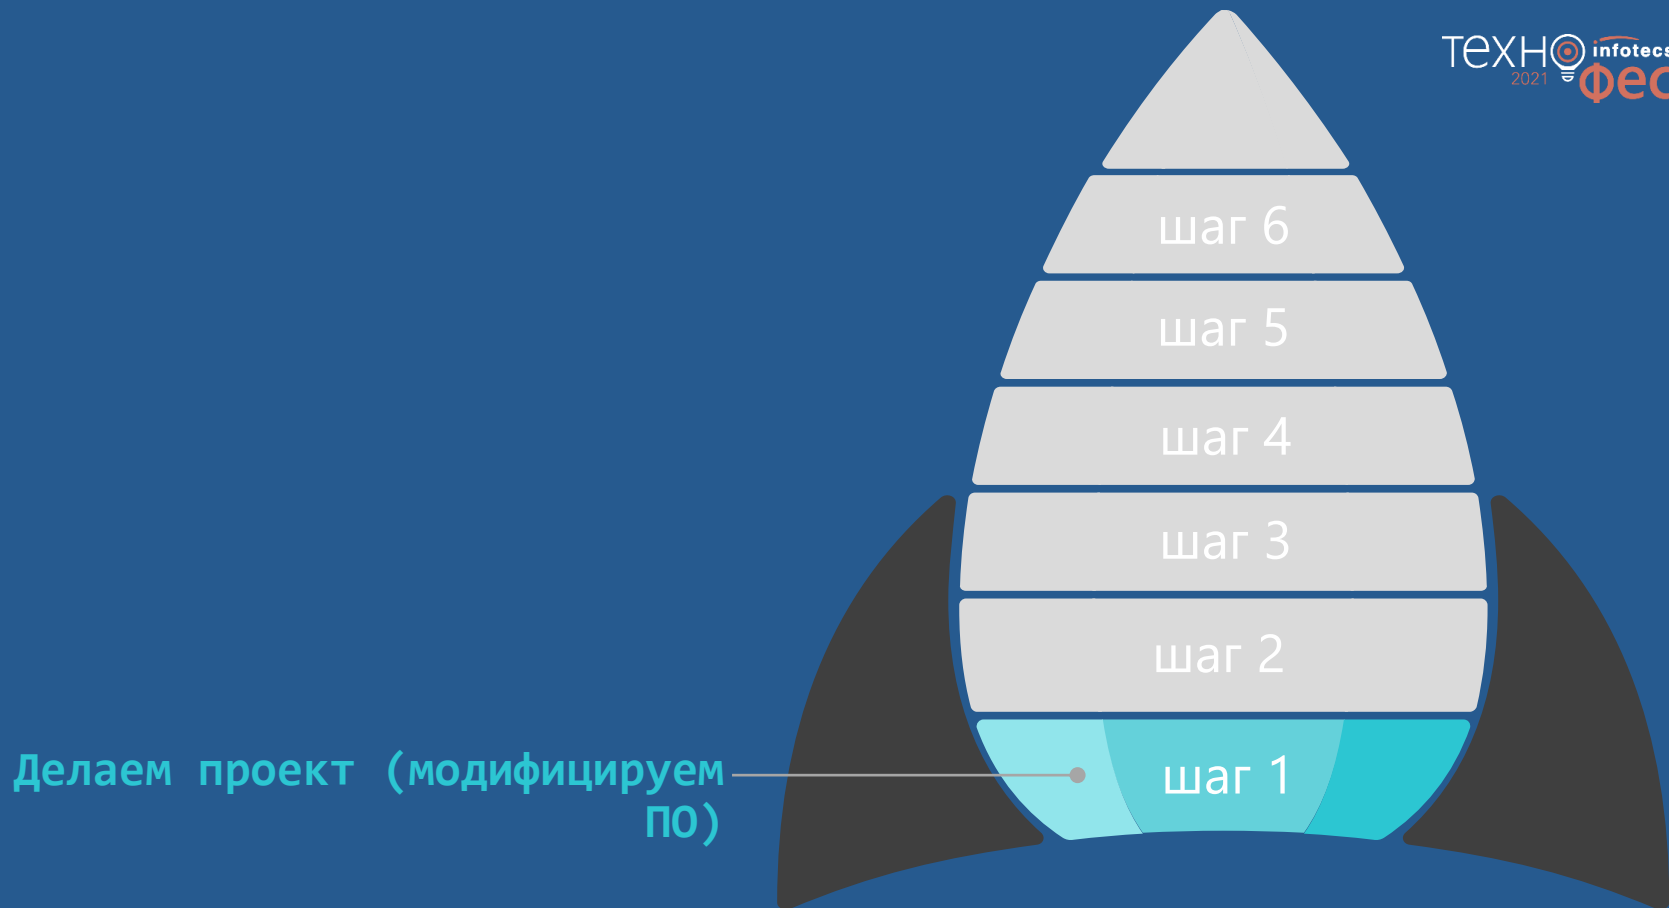 техно
infotecs
2021
фес
шаг 6
шаг 5
шаг 4
шаг 3
шаг 2
шаг 1
Делаем проект (модифицируем
ПО)